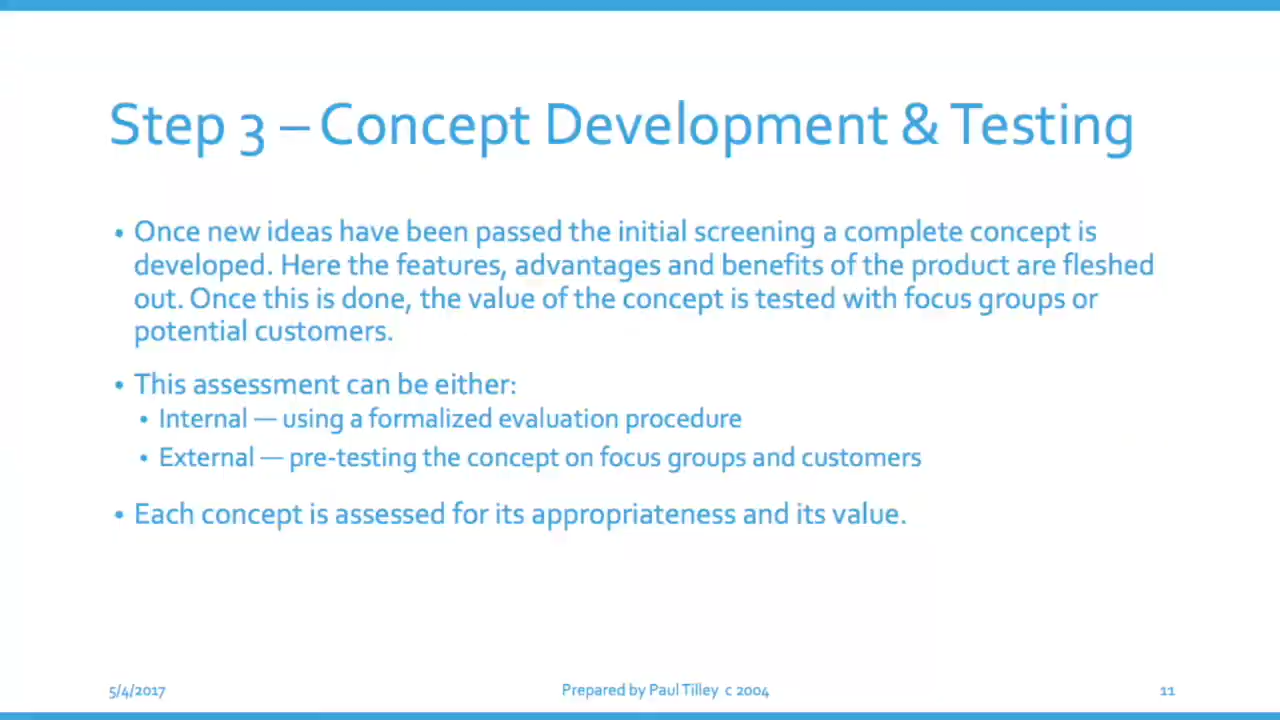 Step 3 – Concept Development & Testing
• Once new ideas have been passed the initial screening a complete concept is
developed. Here the features, advantages and benefits of the product are fleshed
out. Once this is done, the value of the concept is tested with focus groups or
potential customers.
• This assessment can be either:
• Internal — using a formalized evaluation procedure
• External — pre-testing the concept on focus groups and customers
• Each concept is assessed for its appropriateness and its value.
5/4/2017
Prepared by Paul Tilley c 2004
11